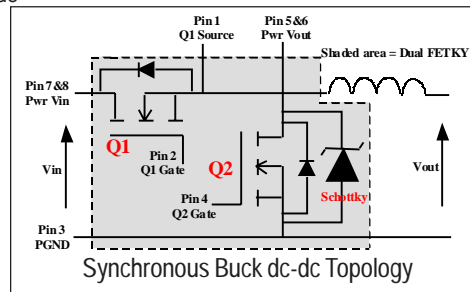 Pin 1
Q1 Source
Pin 5&6
Pwr Vout
Shaded area = Dual FETKY
Pin 7&8
Pwr Vin
Q1
Pin 2
Q1 Gate
Q2
Vin
Pin 4
Q2 Gate
Schottky
Vout
Pin 3
PGND
Synchronous Buck dc-dc Topology